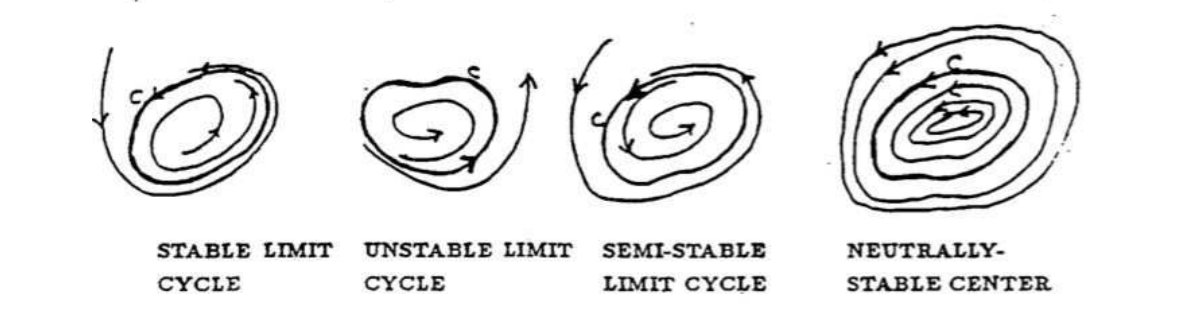 C
C
C
C
STABLE LIMIT CYCLE
UNSTABLE LIMIT CYCLE
SEMI-STABLE LIMIT CYCLE
NEUTRALLY-STABLE CENTER